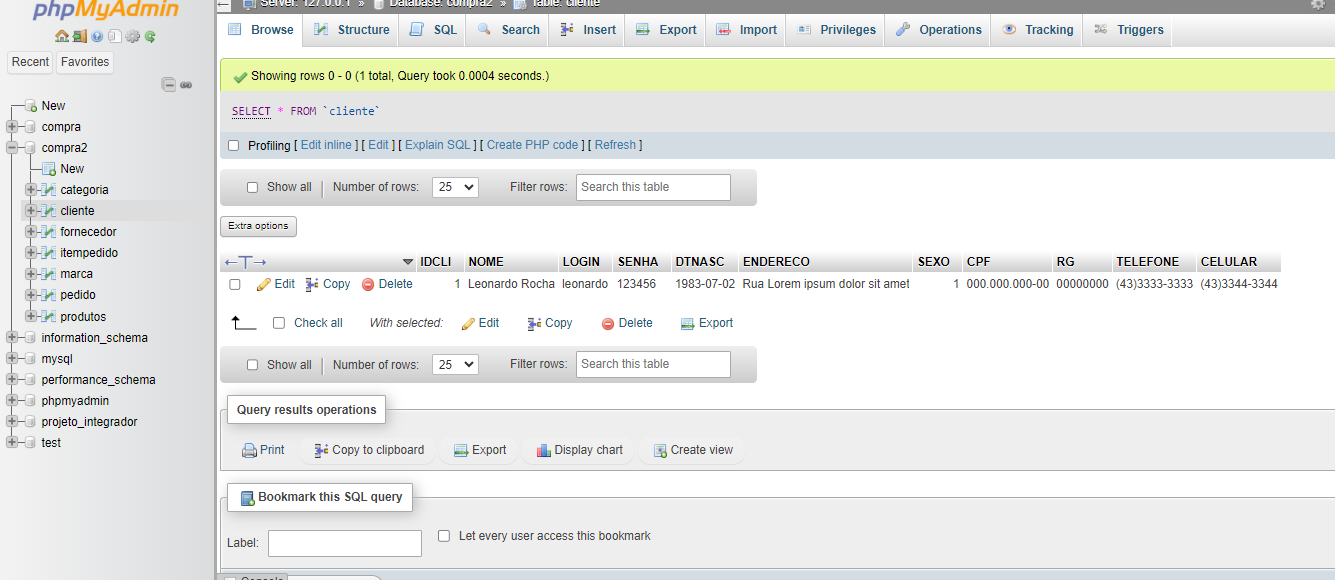 phpMyAdmin
Recent Favorites
New
compra
compra2
New
categoria
cliente
fornecedor
itempedido
marca
pedido
produtos
information_schema
mysql
performance_schema
phpmyadmin
projeto_integrador
test
Server: 127.0.0.1 » Database: compra2 » Table: cliente
Browse Structure SQL Search Insert Export Import Privileges Operations Tracking Triggers
Showing rows 0 - 0 (1 total, Query took 0.0004 seconds.)
SELECT * FROM `cliente`
Profiling [ Edit inline ] [ Edit ] [ Explain SQL ] [ Create PHP code ] [ Refresh ]
Show all Number of rows: 25 Filter rows: Search this table
Extra options
←T→ IDCLI NOME LOGIN SENHA DTNASC ENDERECO SEXO CPF RG TELEFONE CELULAR
Edit Copy Delete 1 Leonardo Rocha leonardo 123456 1983-07-02 Rua Lorem ipsum dolor sit amet 1 000.000.000-00 00000000 (43)3333-3333 (43)3344-3344
Check all With selected: Edit Copy Delete Export
Show all Number of rows: 25 Filter rows: Search this table
Query results operations
Print Copy to clipboard Export Display chart Create view
Bookmark this SQL query
Label: Let every user access this bookmark
Console